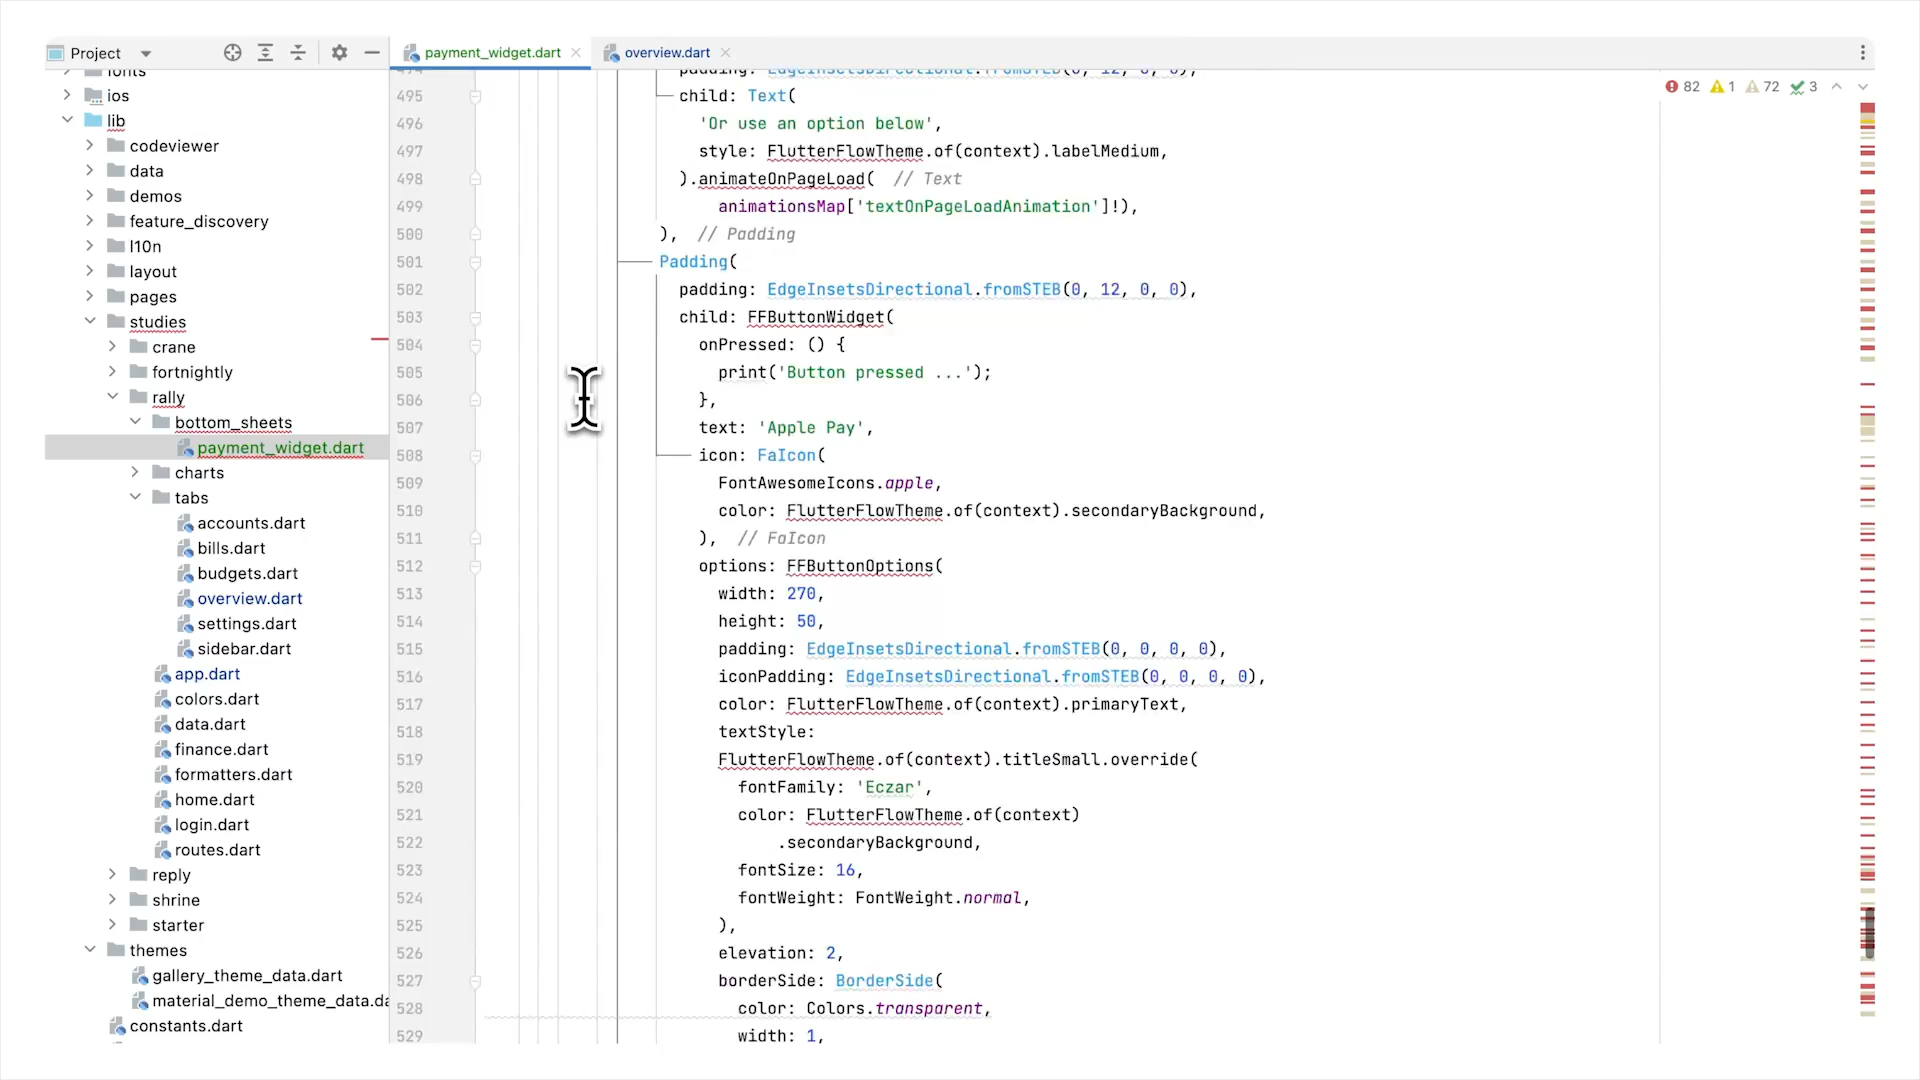 Project
payment_widget.dart
overview.dart
82 1 72 3
fonts
ios
lib
codeviewer
data
demos
feature_discovery
l10n
layout
pages
studies
crane
fortnightly
rally
bottom_sheets
payment_widget.dart
charts
tabs
accounts.dart
bills.dart
budgets.dart
overview.dart
settings.dart
sidebar.dart
app.dart
colors.dart
data.dart
finance.dart
formatters.dart
home.dart
login.dart
routes.dart
reply
shrine
starter
themes
gallery_theme_data.dart
material_demo_theme_data.da
constants.dart
494 padding: EdgeInsetsDirectional.fromSTEB(0, 12, 0, 0),
495 child: Text(
496 'Or use an option below',
497 style: FlutterFlowTheme.of(context).labelMedium,
498 ).animateOnPageLoad( // Text
499 animationsMap['textOnPageLoadAnimation']!),
500 ), // Padding
501 Padding(
502 padding: EdgeInsetsDirectional.fromSTEB(0, 12, 0, 0),
503 child: FFButtonWidget(
504 onPressed: () {
505 print('Button pressed ...');
506 },
507 text: 'Apple Pay',
508 icon: FaIcon(
509 FontAwesomeIcons.apple,
510 color: FlutterFlowTheme.of(context).secondaryBackground,
511 ), // FaIcon
512 options: FFButtonOptions(
513 width: 270,
514 height: 50,
515 padding: EdgeInsetsDirectional.fromSTEB(0, 0, 0, 0),
516 iconPadding: EdgeInsetsDirectional.fromSTEB(0, 0, 0, 0),
517 color: FlutterFlowTheme.of(context).primaryText,
518 textStyle:
519 FlutterFlowTheme.of(context).titleSmall.override(
520 fontFamily: 'Eczar',
521 color: FlutterFlowTheme.of(context)
522 .secondaryBackground,
523 fontSize: 16,
524 fontWeight: FontWeight.normal,
525 ),
526 elevation: 2,
527 borderSide: BorderSide(
528 color: Colors.transparent,
529 width: 1,